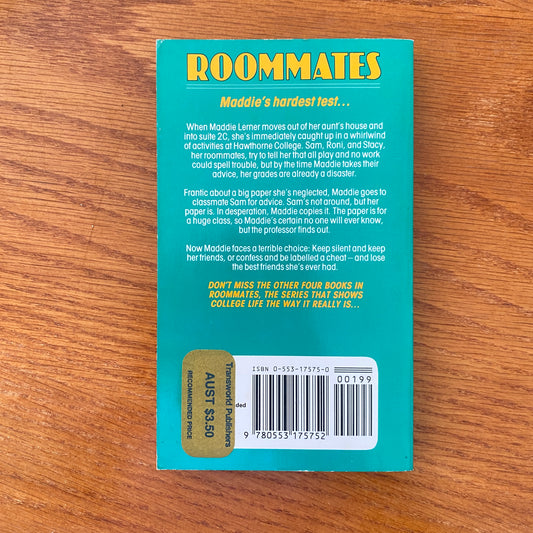 ROOMMATES
Maddie's hardest test...
When Maddie Lerner moves out of her aunt's house and
into suite 2C, she's immediately caught up in a whirlwind
of activities at Hawthorne College. Sam, Roni, and Stacy,
her roommates, try to tell her that all play and no work
could spell trouble, but by the time Maddie takes their
advice, her grades are already a disaster.
Frantic about a big paper she's neglected, Maddie goes to
classmate Sam for advice. Sam's not around, but her
paper is. In desperation, Maddie copies it. The paper is for
a huge class, so Maddie's certain no one will ever know,
but the professor finds out.
Now Maddie faces a terrible choice: Keep silent and keep
her friends, or confess and be labelled a cheat – and lose
the best friends she's ever had.
DON'T MISS THE OTHER FOUR BOOKS IN
ROOMMATES, THE SERIES THAT SHOWS
COLLEGE LIFE THE WAY IT REALLY IS...
Transworld Publishers
AUST $3.50
RECOMMENDED PRICE
ISBN 0-553-17575-0
00199
ded
9 780553 175752